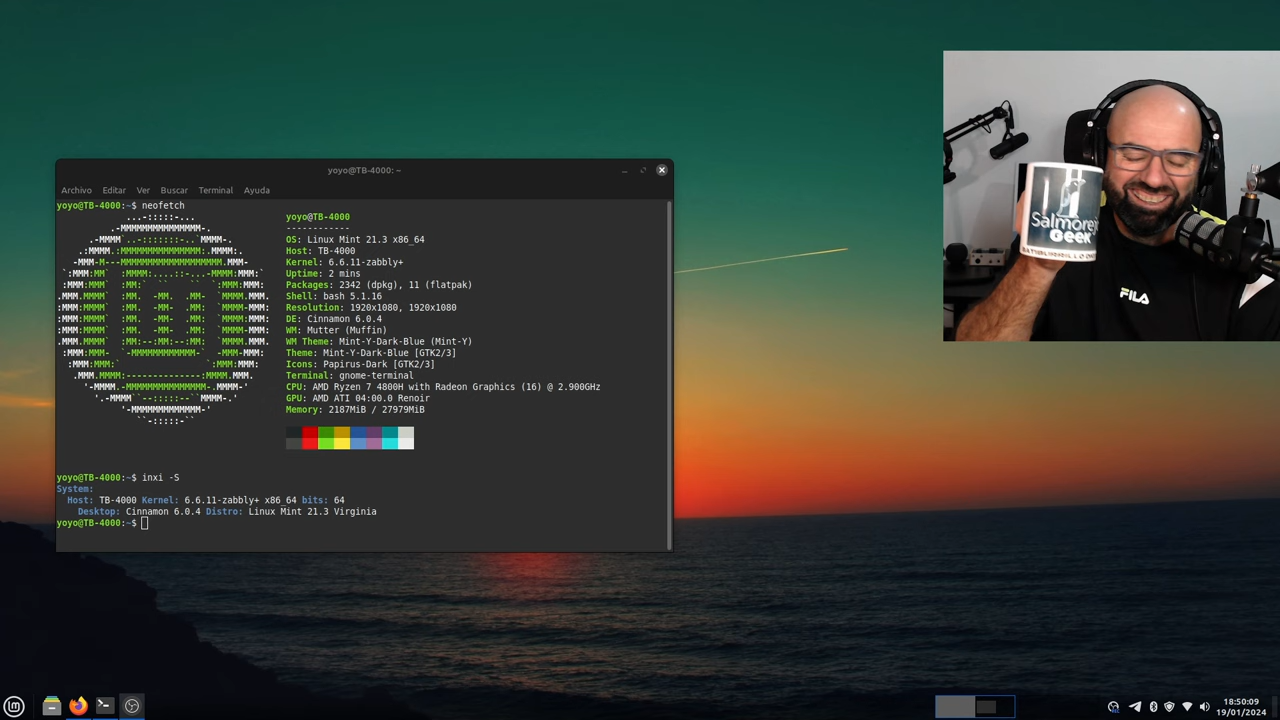 yoyo@TB-4000: ~
Archivo Editar Ver Buscar Terminal Ayuda
yoyo@TB-4000:~$ neofetch
yoyo@TB-4000
------------
OS: Linux Mint 21.3 x86_64
Host: TB-4000
Kernel: 6.6.11-zabbly+
Uptime: 2 mins
Packages: 2342 (dpkg), 11 (flatpak)
Shell: bash 5.1.16
Resolution: 1920x1080, 1920x1080
DE: Cinnamon 6.0.4
WM: Mutter (Muffin)
WM Theme: Mint-Y-Dark-Blue (Mint-Y)
Theme: Mint-Y-Dark-Blue [GTK2/3]
Icons: Papirus-Dark [GTK2/3]
Terminal: gnome-terminal
CPU: AMD Ryzen 7 4800H with Radeon Graphics (16) @ 2.900GHz
GPU: AMD ATI 04:00.0 Renoir
Memory: 2187MiB / 27979MiB
yoyo@TB-4000:~$ inxi -S
System:
Host: TB-4000 Kernel: 6.6.11-zabbly+ x86_64 bits: 64
Desktop: Cinnamon 6.0.4 Distro: Linux Mint 21.3 Virginia
yoyo@TB-4000:~$
Salmorejo
Geek
FILA
18:50:09
19/01/2024